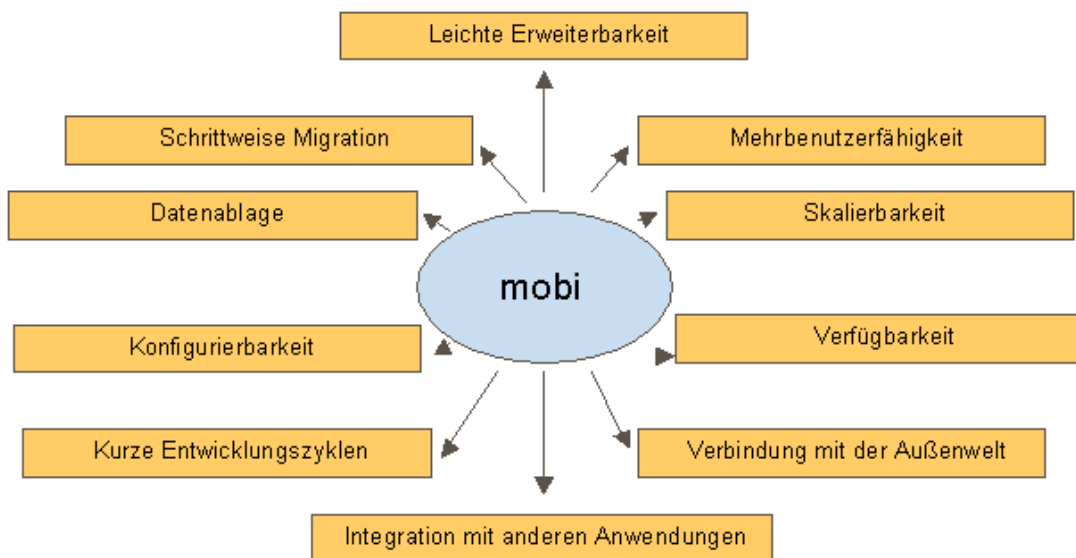 Leichte Erweiterbarkeit
Schrittweise Migration
Mehrbenutzerfähigkeit
Datenablage
Skalierbarkeit
mobi
Konfigurierbarkeit
Verfügbarkeit
Kurze Entwicklungszyklen
Verbindung mit der Außenwelt
Integration mit anderen Anwendungen